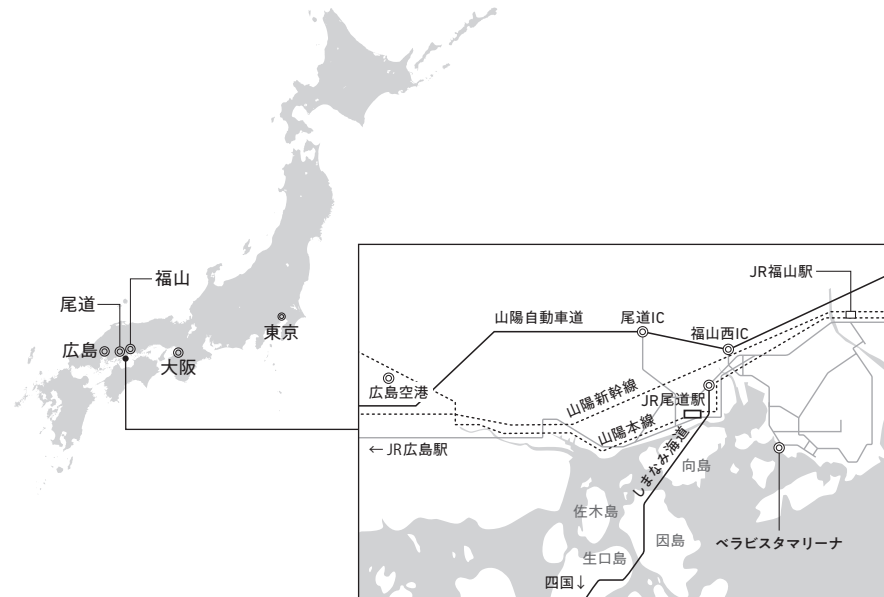 福山
尾道
広島
大阪
東京
JR福山駅
山陽自動車道
尾道IC
福山西IC
広島空港
山陽新幹線
JR尾道駅
山陽本線
← JR広島駅
しまなみ海道
向島
佐木島
因島
ベラビスタマリーナ
生口島
四国↓